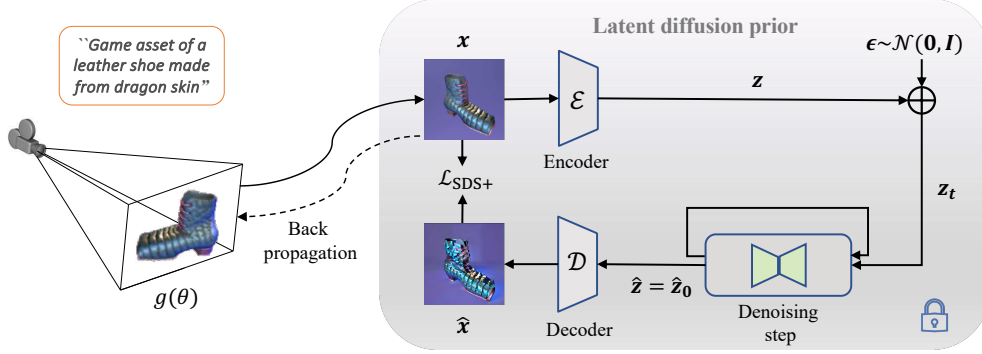 ``Game asset of a
leather shoe made
from dragon skin”
g(θ)
Back
propagation
Latent diffusion prior
x
ℰ
Encoder
z
ϵ~𝒩(0, I)
z_t
ℒ_SDS+
x̂
𝒟
Decoder
ẑ = ẑ_0
Denoising
step